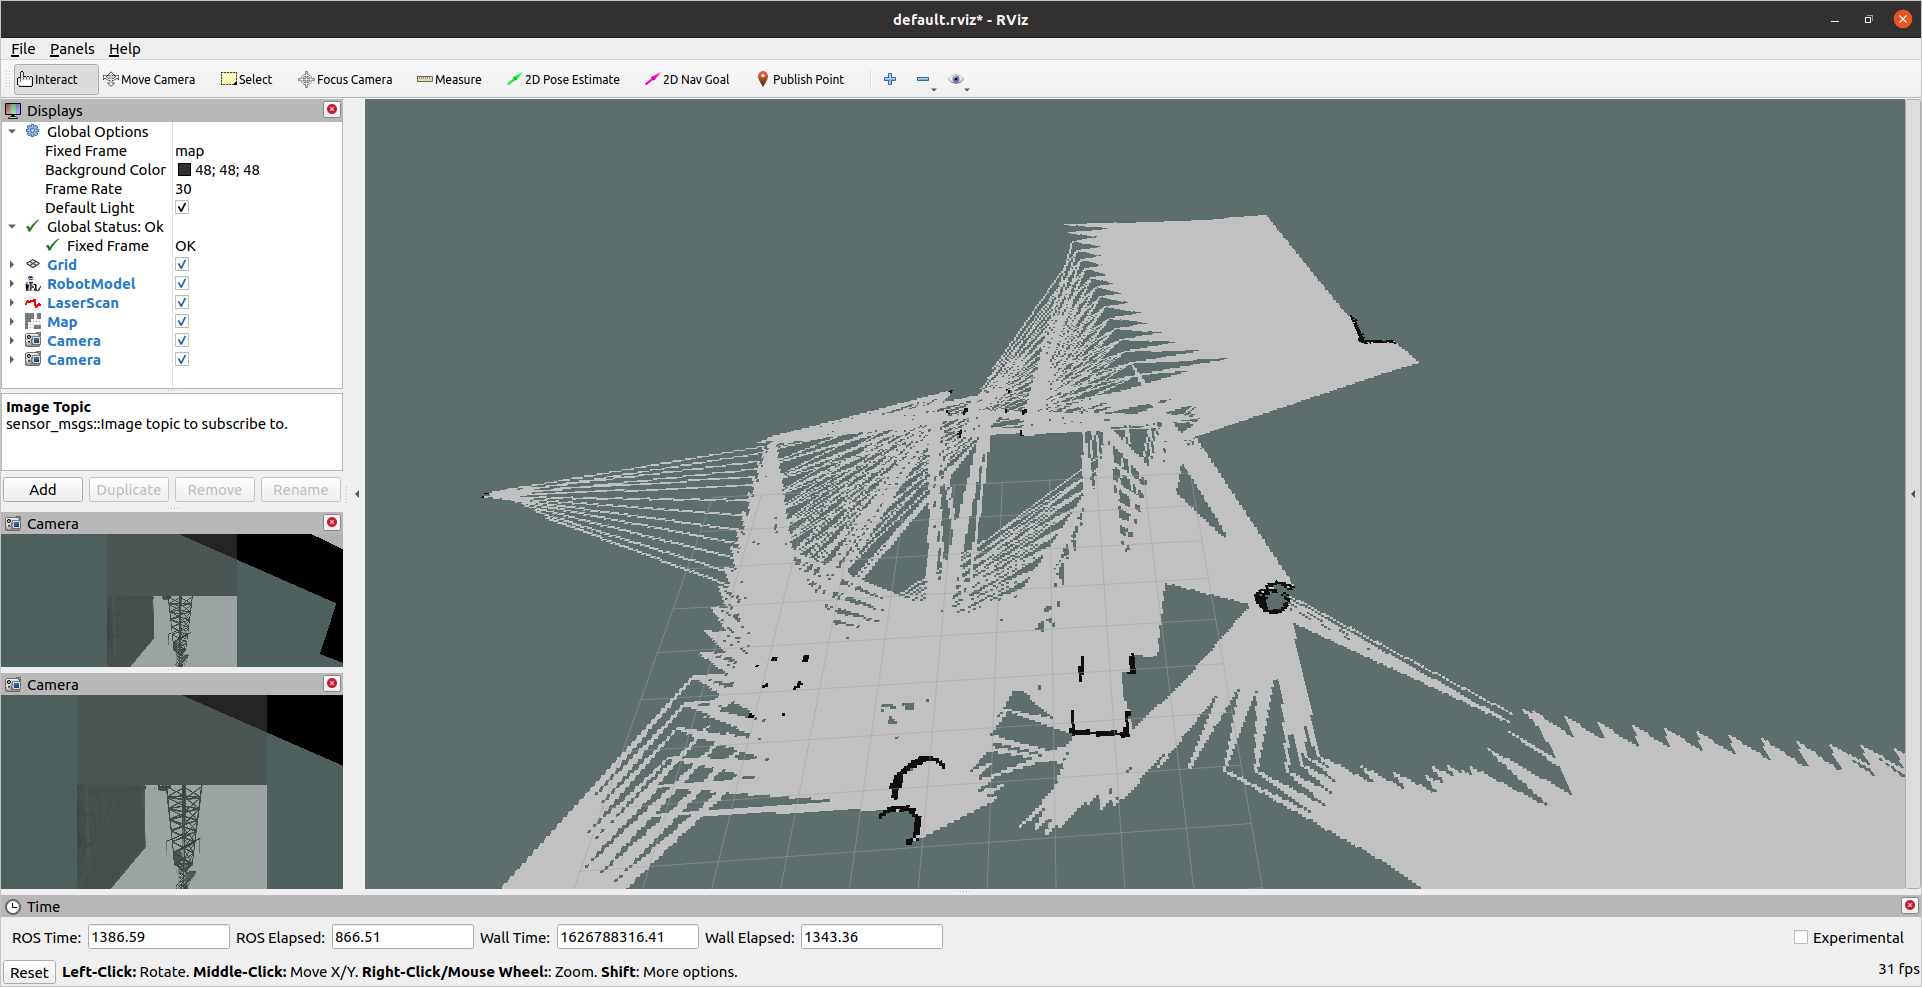 default.rviz* - RViz
File Panels Help
Interact Move Camera Select Focus Camera Measure 2D Pose Estimate 2D Nav Goal Publish Point
Displays
Global Options
Fixed Frame map
Background Color 48; 48; 48
Frame Rate 30
Default Light
Global Status: Ok
Fixed Frame OK
Grid
RobotModel
LaserScan
Map
Camera
Camera
Image Topic
sensor_msgs::Image topic to subscribe to.
Add Duplicate Remove Rename
Camera
Camera
Time
ROS Time: 1386.59 ROS Elapsed: 866.51 Wall Time: 1626788316.41 Wall Elapsed: 1343.36 Experimental
Reset Left-Click: Rotate. Middle-Click: Move X/Y. Right-Click/Mouse Wheel:: Zoom. Shift: More options. 31 fps